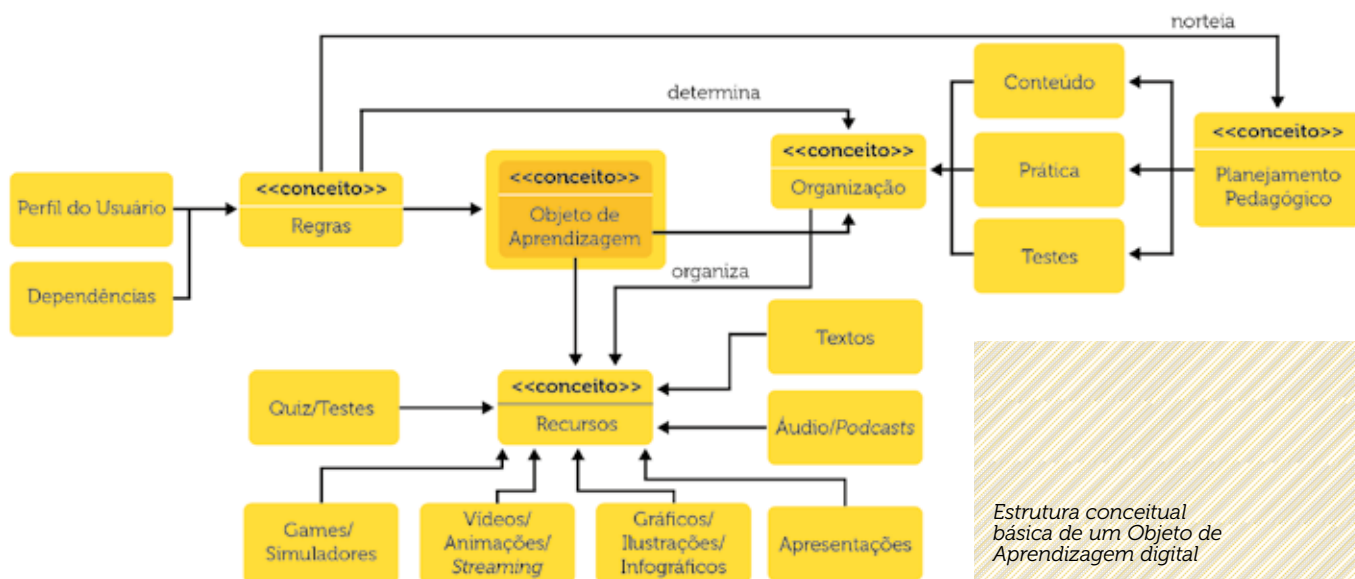 norteia
determina
Conteúdo
<<conceito>>
Planejamento
Pedagógico
<<conceito>>
Organização
Prática
Testes
Perfil do Usuário
Dependências
<<conceito>>
Regras
<<conceito>>
Objeto de
Aprendizagem
organiza
Textos
<<conceito>>
Recursos
Quiz/Testes
Áudio/Podcasts
Games/
Simuladores
Vídeos/
Animações/
Streaming
Gráficos/
Ilustrações/
Infográficos
Apresentações
Estrutura conceitual
básica de um Objeto de
Aprendizagem digital